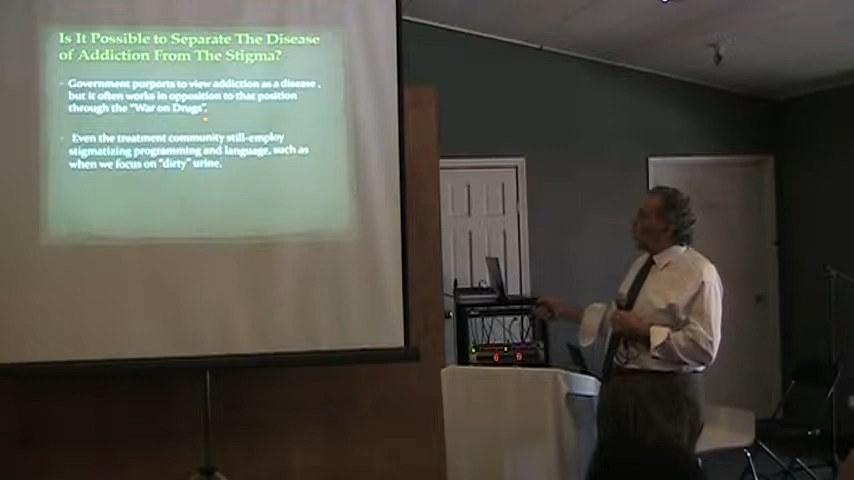 Is It Possible to Separate The Disease
of Addiction From The Stigma?
Government purports to view addiction as a disease ,
but it often works in opposition to that position
through the "War on Drugs".
Even the treatment community still-employ
stigmatizing programming and language, such as
when we focus on "dirty" urine.